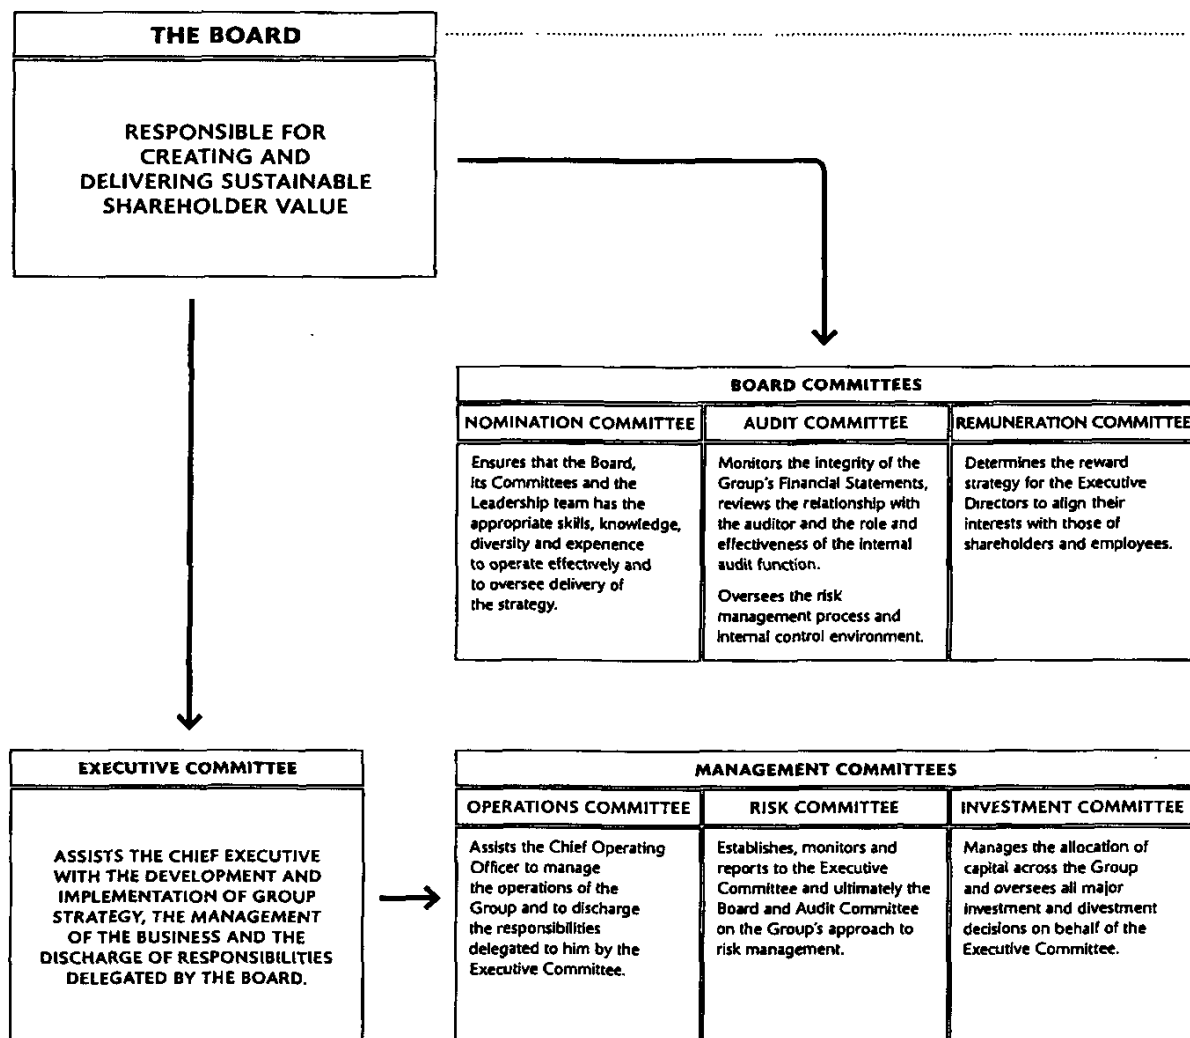 THE BOARD
RESPONSIBLE FOR
CREATING AND
DELIVERING SUSTAINABLE
SHAREHOLDER VALUE
BOARD COMMITTEES
NOMINATION COMMITTEE
Ensures that the Board,
its Committees and the
Leadership team has the
appropriate skills, knowledge,
diversity and experience
to operate effectively and
to oversee delivery of
the strategy.
AUDIT COMMITTEE
Monitors the integrity of the
Group's Financial Statements,
reviews the relationship with
the auditor and the role and
effectiveness of the internal
audit function.
Oversees the risk
management process and
internal control environment.
REMUNERATION COMMITTEE
Determines the reward
strategy for the Executive
Directors to align their
interests with those of
shareholders and employees.
EXECUTIVE COMMITTEE
ASSISTS THE CHIEF EXECUTIVE
WITH THE DEVELOPMENT AND
IMPLEMENTATION OF GROUP
STRATEGY, THE MANAGEMENT
OF THE BUSINESS AND THE
DISCHARGE OF RESPONSIBILITIES
DELEGATED BY THE BOARD.
MANAGEMENT COMMITTEES
OPERATIONS COMMITTEE
Assists the Chief Operating
Officer to manage
the operations of the
Group and to discharge
the responsibilities
delegated to him by the
Executive Committee.
RISK COMMITTEE
Establishes, monitors and
reports to the Executive
Committee and ultimately the
Board and Audit Committee
on the Group's approach to
risk management.
INVESTMENT COMMITTEE
Manages the allocation of
capital across the Group
and oversees all major
investment and divestment
decisions on behalf of the
Executive Committee.